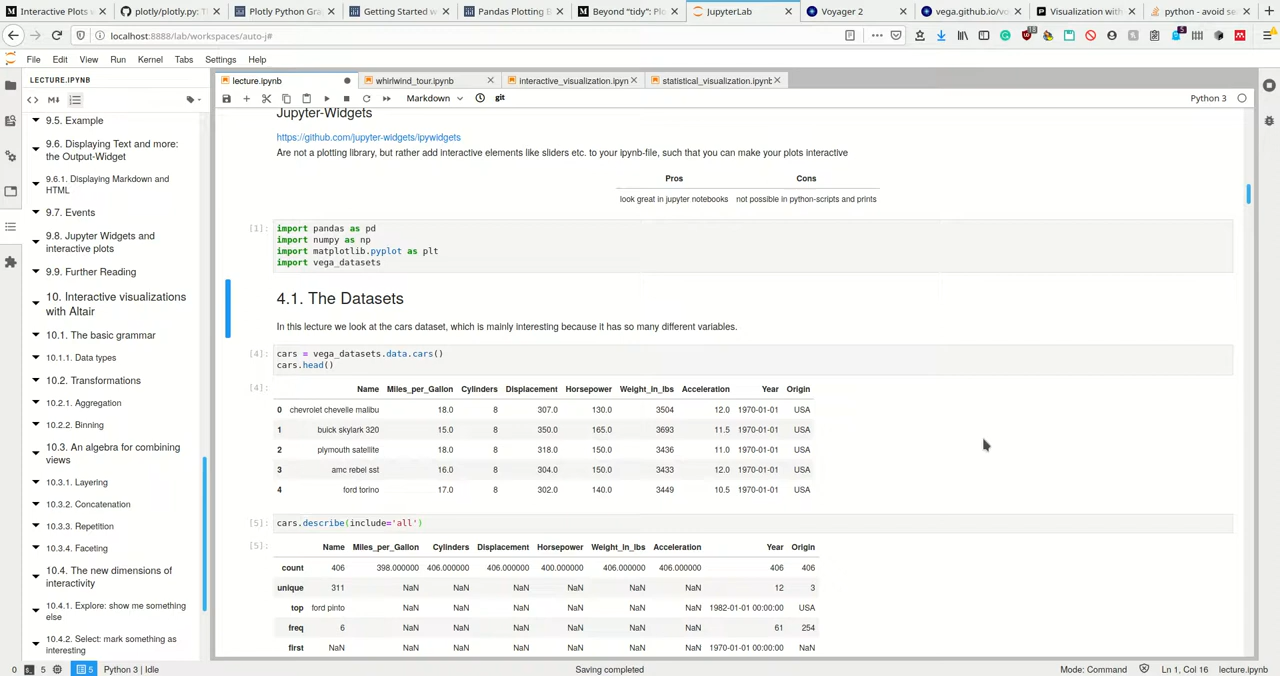 Interactive Plots w
plotly/plotly.py: T
Plotly Python Gra
Getting Started w
Pandas Plotting B
Beyond “tidy”: Plo
JupyterLab
Voyager 2
vega.github.io/vo
Visualization with
python - avoid se
localhost:8888/lab/workspaces/auto-j#
File Edit View Run Kernel Tabs Settings Help
LECTURE.IPYNB
lecture.ipynb
whirlwind_tour.ipynb
interactive_visualization.ipyn
statistical_visualization.ipynb
Markdown
git
Python 3
9.5. Example
9.6. Displaying Text and more:
the Output-Widget
9.6.1. Displaying Markdown and
HTML
9.7. Events
9.8. Jupyter Widgets and
interactive plots
9.9. Further Reading
10. Interactive visualizations
with Altair
10.1. The basic grammar
10.1.1. Data types
10.2. Transformations
10.2.1. Aggregation
10.2.2. Binning
10.3. An algebra for combining
views
10.3.1. Layering
10.3.2. Concatenation
10.3.3. Repetition
10.3.4. Faceting
10.4. The new dimensions of
interactivity
10.4.1. Explore: show me something
else
10.4.2. Select: mark something as
interesting
Jupyter-Widgets
https://github.com/jupyter-widgets/ipywidgets
Are not a plotting library, but rather add interactive elements like sliders etc. to your ipynb-file, such that you can make your plots interactive
Pros Cons
look great in jupyter notebooks not possible in python-scripts and prints
[1]: import pandas as pd
import numpy as np
import matplotlib.pyplot as plt
import vega_datasets
4.1. The Datasets
In this lecture we look at the cars dataset, which is mainly interesting because it has so many different variables.
[4]: cars = vega_datasets.data.cars()
cars.head()
[4]: Name Miles_per_Gallon Cylinders Displacement Horsepower Weight_in_lbs Acceleration Year Origin
0 chevrolet chevelle malibu 18.0 8 307.0 130.0 3504 12.0 1970-01-01 USA
1 buick skylark 320 15.0 8 350.0 165.0 3693 11.5 1970-01-01 USA
2 plymouth satellite 18.0 8 318.0 150.0 3436 11.0 1970-01-01 USA
3 amc rebel sst 16.0 8 304.0 150.0 3433 12.0 1970-01-01 USA
4 ford torino 17.0 8 302.0 140.0 3449 10.5 1970-01-01 USA
[5]: cars.describe(include='all')
[5]: Name Miles_per_Gallon Cylinders Displacement Horsepower Weight_in_lbs Acceleration Year Origin
count 406 398.000000 406.000000 406.000000 400.000000 406.000000 406.000000 406 406
unique 311 NaN NaN NaN NaN NaN NaN 12 3
top ford pinto NaN NaN NaN NaN NaN NaN 1982-01-01 00:00:00 USA
freq 6 NaN NaN NaN NaN NaN NaN 61 254
first NaN NaN NaN NaN NaN NaN NaN 1970-01-01 00:00:00 NaN
0 5 5 Python 3 | Idle Saving completed Mode: Command Ln 1, Col 16 lecture.ipynb